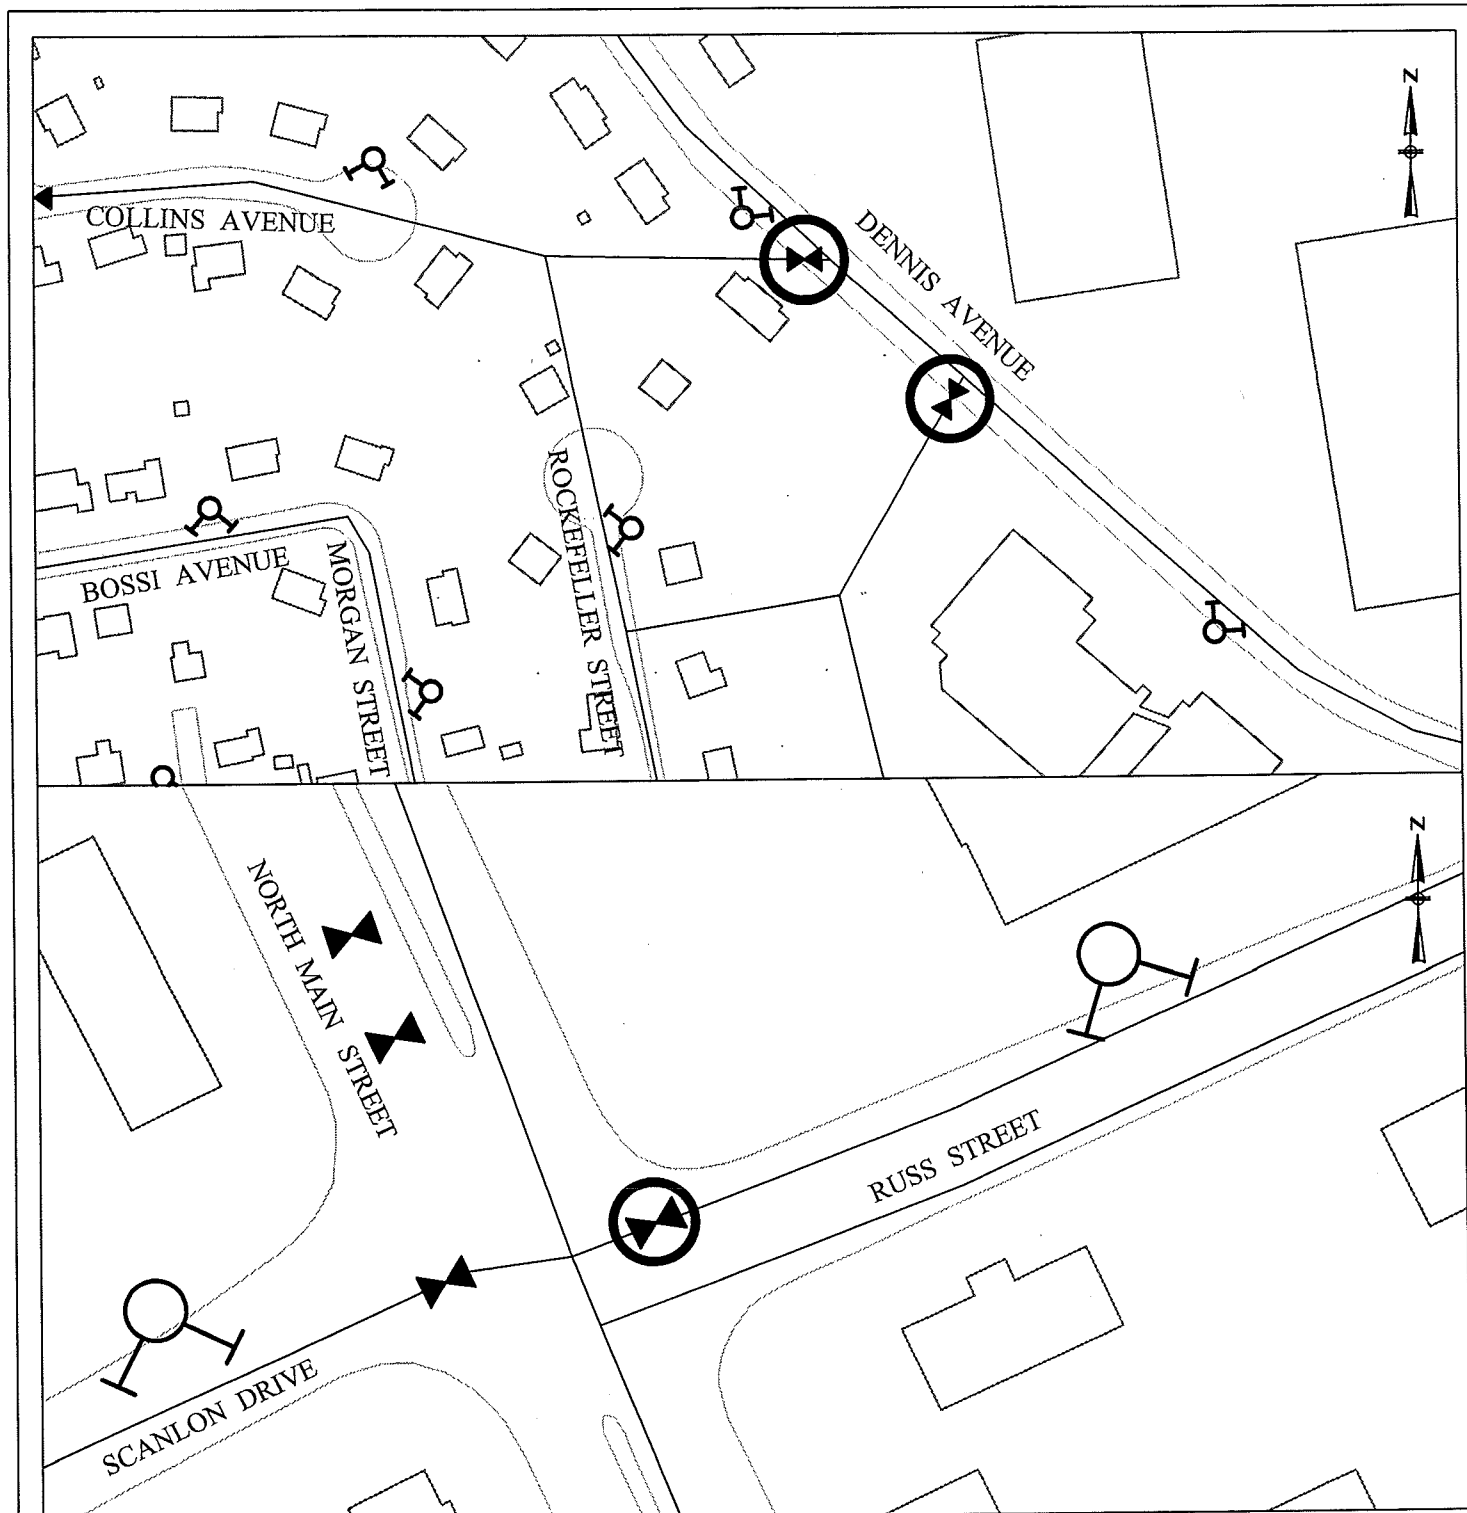 N
COLLINS AVENUE
DENNIS AVENUE
ROCKEFELLER STREET
BOSSI AVENUE
MORGAN STREET
N
NORTH MAIN STREET
RUSS STREET
SCANLON DRIVE